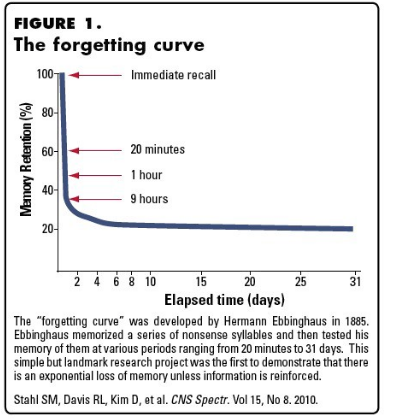 FIGURE 1.
The forgetting curve
100
Immediate recall
80
60
20 minutes
1 hour
40
9 hours
20
Memory Retention (%)
2 4 6 8 10 15 20 25 31
Elapsed time (days)
The "forgetting curve" was developed by Hermann Ebbinghaus in 1885.
Ebbinghaus memorized a series of nonsense syllables and then tested his
memory of them at various periods ranging from 20 minutes to 31 days. This
simple but landmark research project was the first to demonstrate that there
is an exponential loss of memory unless information is reinforced.
Stahl SM, Davis RL, Kim D, et al. CNS Spectr. Vol 15, No 8. 2010.